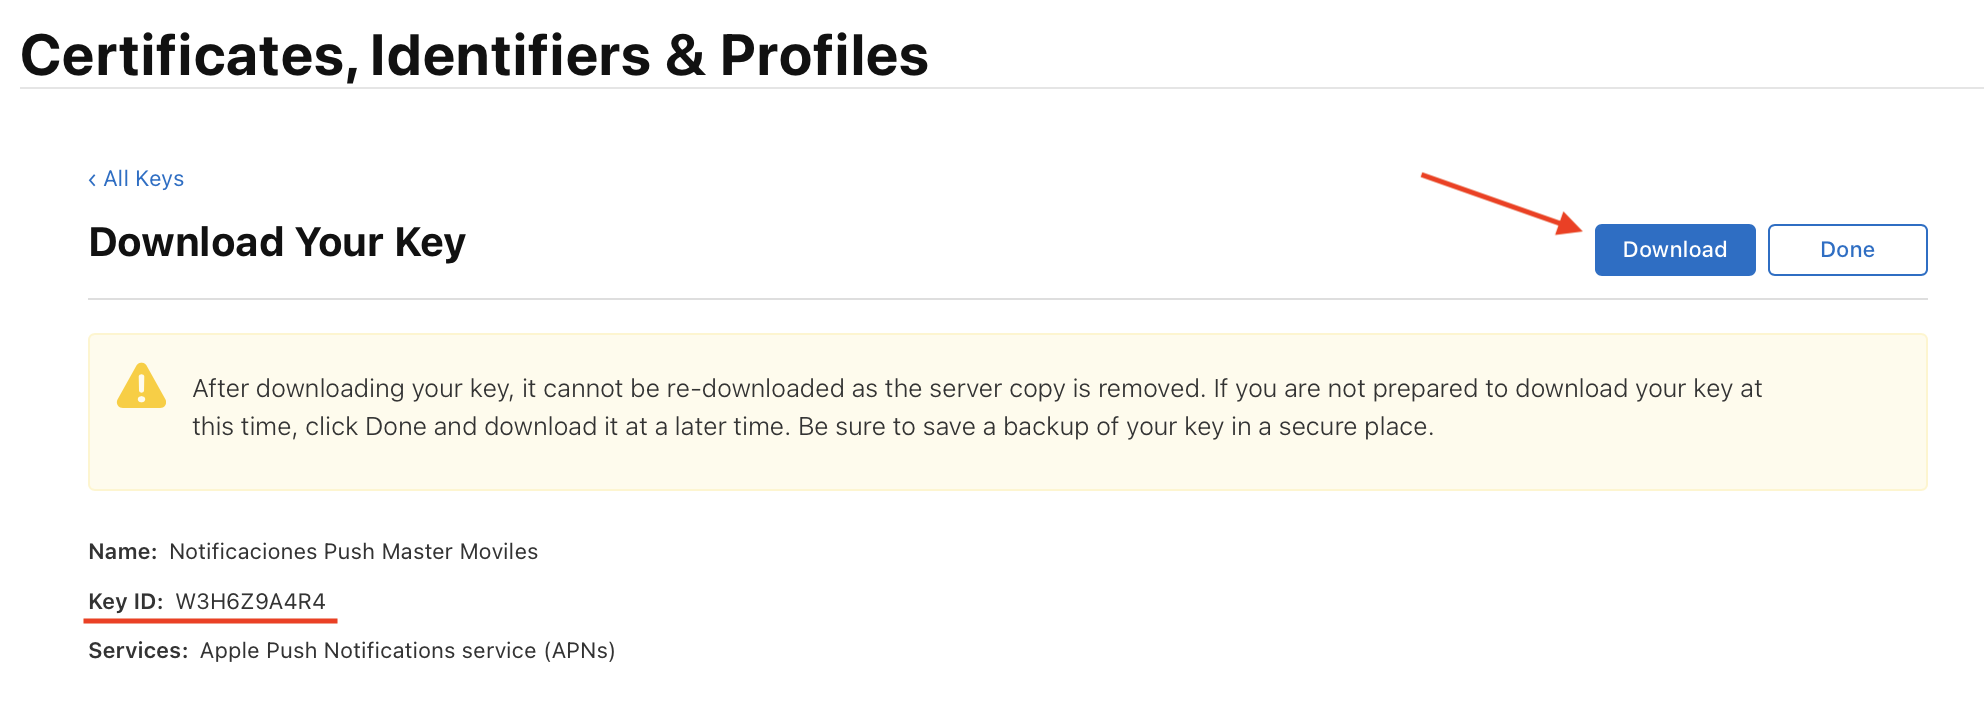 Certificates, Identifiers & Profiles
‹ All Keys
Download Your Key
Download
Done
After downloading your key, it cannot be re-downloaded as the server copy is removed. If you are not prepared to download your key at
this time, click Done and download it at a later time. Be sure to save a backup of your key in a secure place.
Name: Notificaciones Push Master Moviles
Key ID: W3H6Z9A4R4
Services: Apple Push Notifications service (APNs)